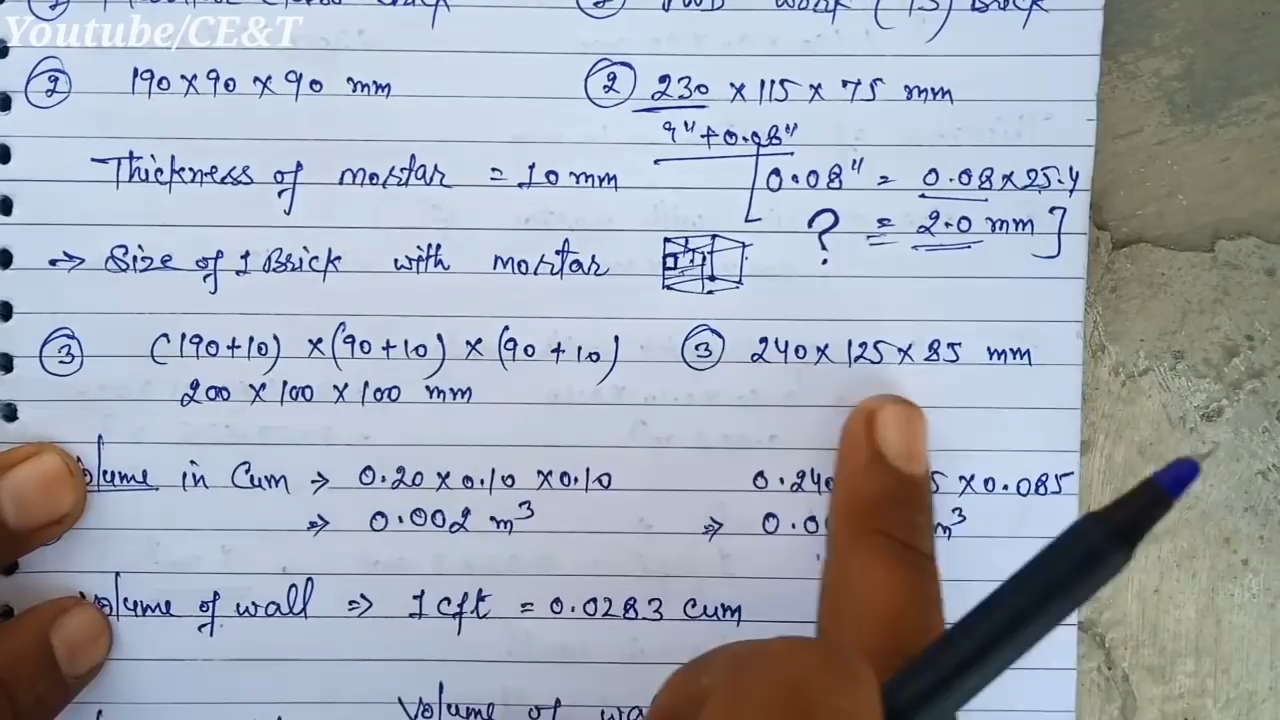 Youtube/CE&T
② 190 × 90 × 90 mm
② 230 × 115 × 75 mm
9" + 0.08"
Thickness of mortar = 10 mm
[0.08" = 0.08 × 25.4
? = 2.0 mm]
⇒ Size of 1 Brick with mortar
③ (190+10) × (90+10) × (90+10)
200 × 100 × 100 mm
③ 240 × 125 × 85 mm
in Cum → 0.20 × 0.10 × 0.10
⇒ 0.002 m³
× 0.085
⇒ m³
of wall ⇒ 1 cft = 0.0283 Cum
Volume of